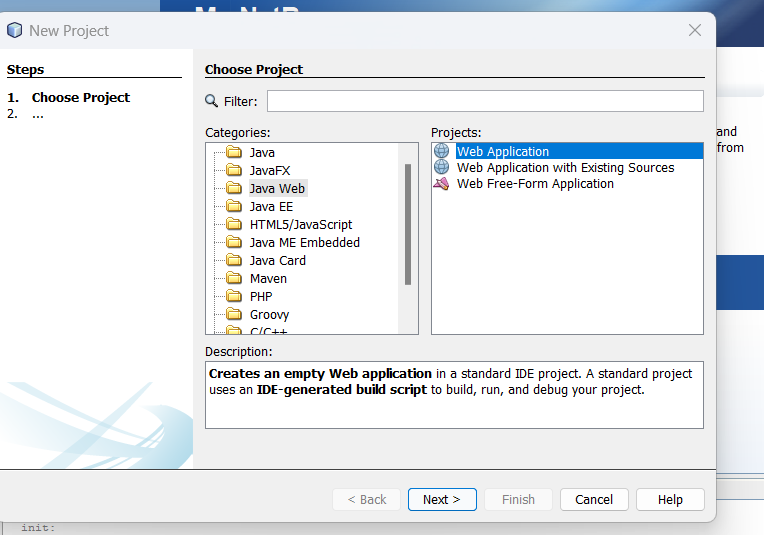 New Project
Steps
1. Choose Project
2. ...
Choose Project
Filter:
Categories:
Java
JavaFX
Java Web
Java EE
HTML5/JavaScript
Java ME Embedded
Java Card
Maven
PHP
Groovy
C/C++
Projects:
Web Application
Web Application with Existing Sources
Web Free-Form Application
Description:
Creates an empty Web application in a standard IDE project. A standard project
uses an IDE-generated build script to build, run, and debug your project.
< Back
Next >
Finish
Cancel
Help
and
from
init: